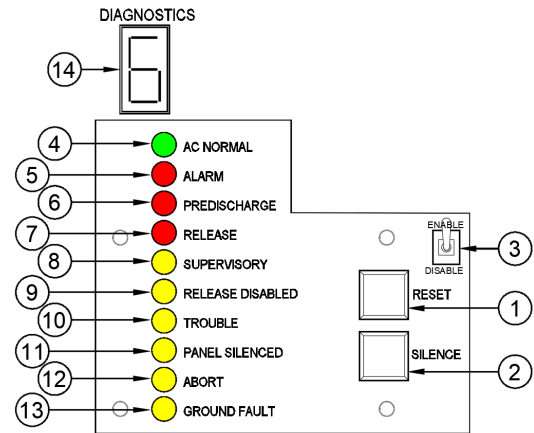 DIAGNOSTICS
14
6
4
AC NORMAL
5
ALARM
6
PREDISCHARGE
7
RELEASE
8
SUPERVISORY
9
RELEASE DISABLED
10
TROUBLE
11
PANEL SILENCED
12
ABORT
13
GROUND FAULT
ENABLE
3
DISABLE
RESET
1
SILENCE
2